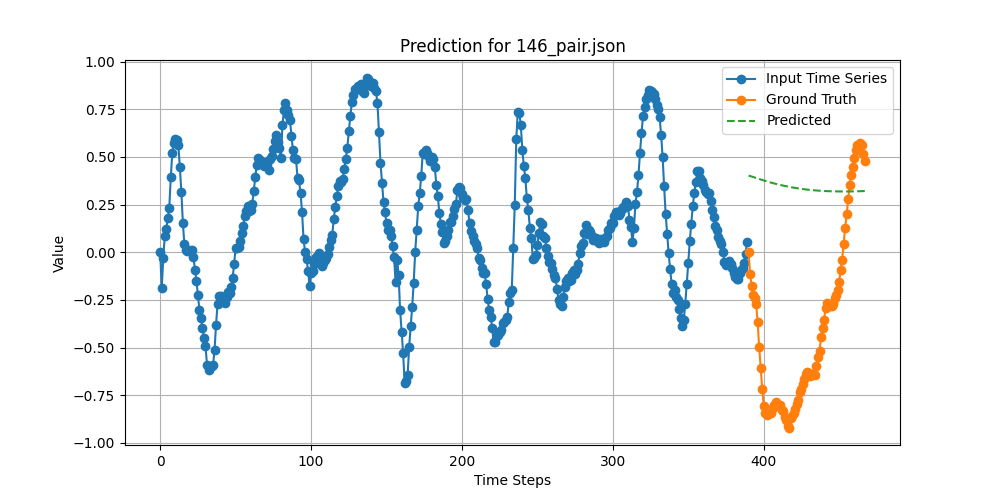 Prediction for 146_pair.json
Input Time Series
Ground Truth
Predicted
Value
1.00
0.75
0.50
0.25
0.00
−0.25
−0.50
−0.75
−1.00
0 100 200 300 400
Time Steps